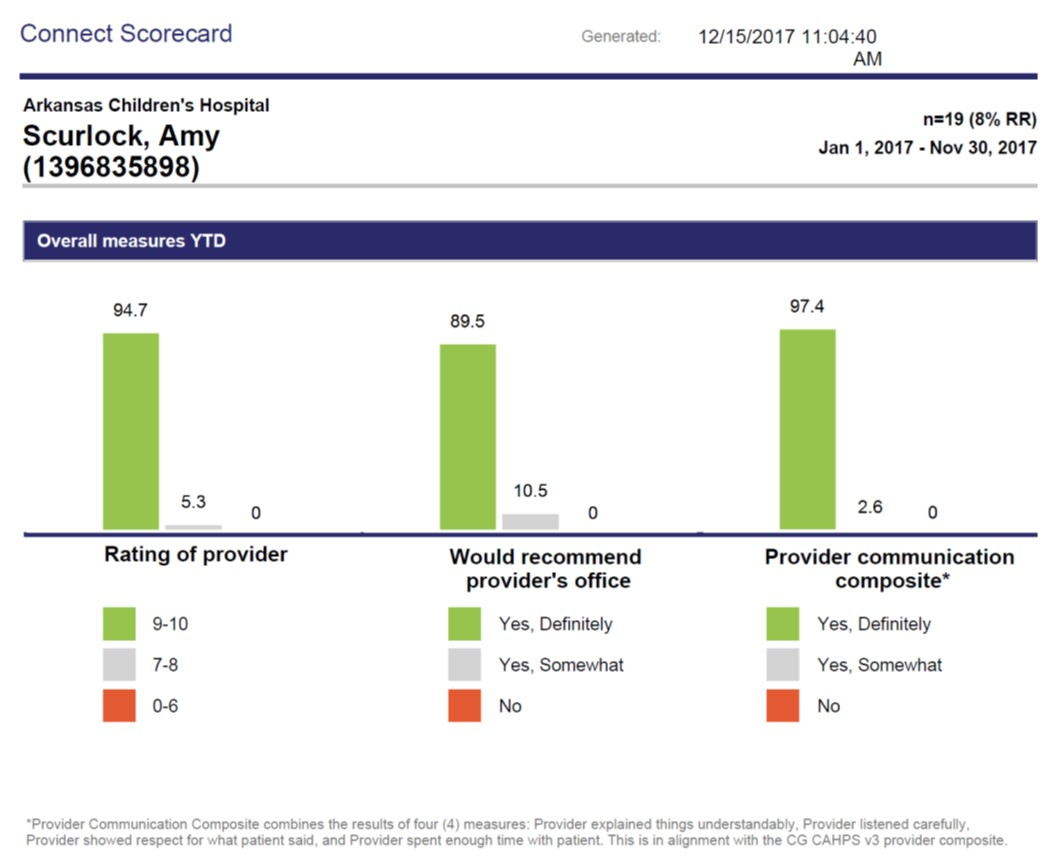 Connect Scorecard
Generated: 12/15/2017 11:04:40
AM
Arkansas Children's Hospital
Scurlock, Amy
(1396835898)
n=19 (8% RR)
Jan 1, 2017 - Nov 30, 2017
Overall measures YTD
94.7
5.3
0
89.5
10.5
0
97.4
2.6
0
Rating of provider
9-10
7-8
0-6
Would recommend
provider's office
Yes, Definitely
Yes, Somewhat
No
Provider communication
composite*
Yes, Definitely
Yes, Somewhat
No
*Provider Communication Composite combines the results of four (4) measures: Provider explained things understandably, Provider listened carefully,
Provider showed respect for what patient said, and Provider spent enough time with patient. This is in alignment with the CG CAHPS v3 provider composite.